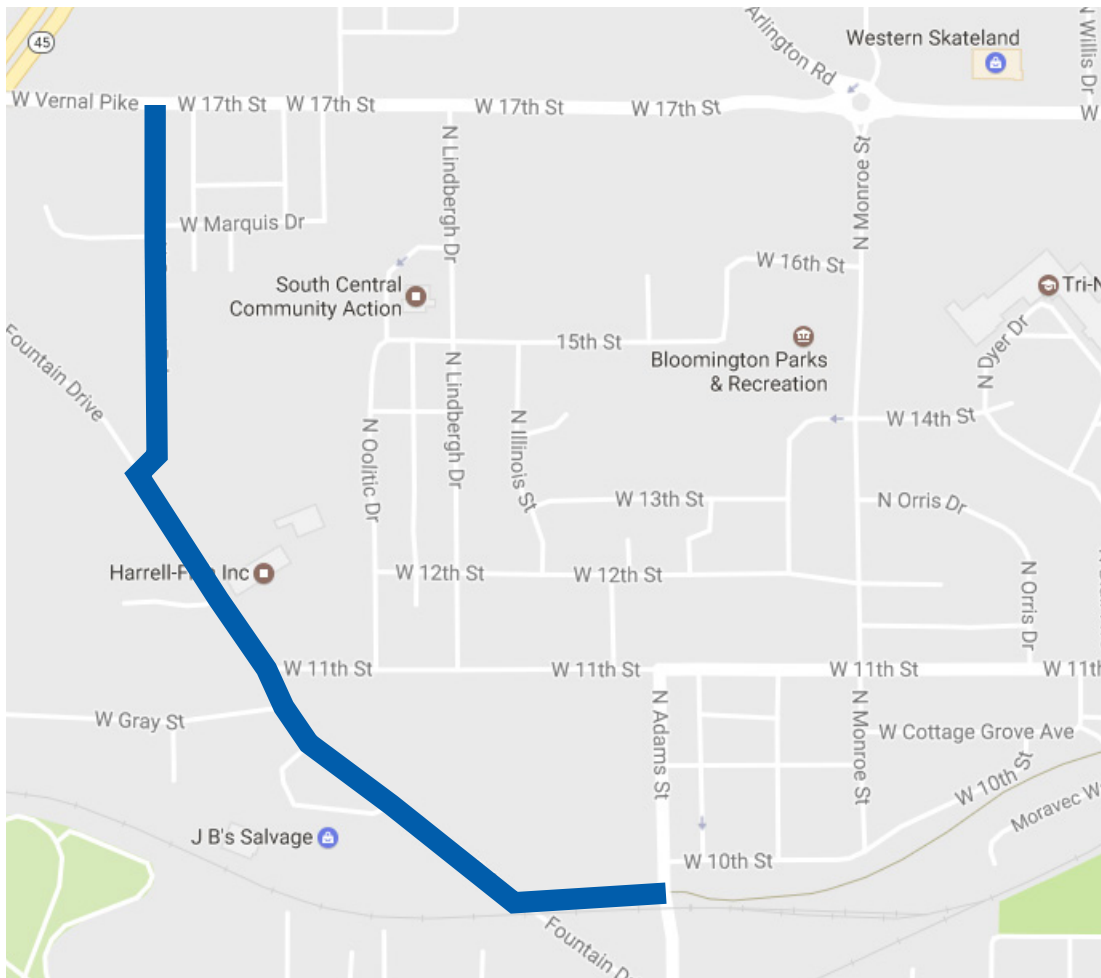 45
W Vernal Pike
W 17th St
W 17th St
W 17th St
W 17th St
Arlington Rd
Western Skateland
N Willis Dr
W
N Lindbergh Dr
N Monroe St
W Marquis Dr
W 16th St
South Central
Community Action
Tri-N
Fountain Drive
15th St
Bloomington Parks
& Recreation
N Dyer Dr
N Lindbergh Dr
N Illinois St
N Oolitic Dr
W 14th St
W 13th St
N Orris Dr
Harrell-F
Inc
W 12th St
W 12th St
N Orris Dr
W 11th St
W 11th St
W 11th St
W 11th
W Gray St
N Adams St
N Monroe St
W Cottage Grove Ave
W 10th St
Moravec W
J B's Salvage
W 10th St
Fountain D